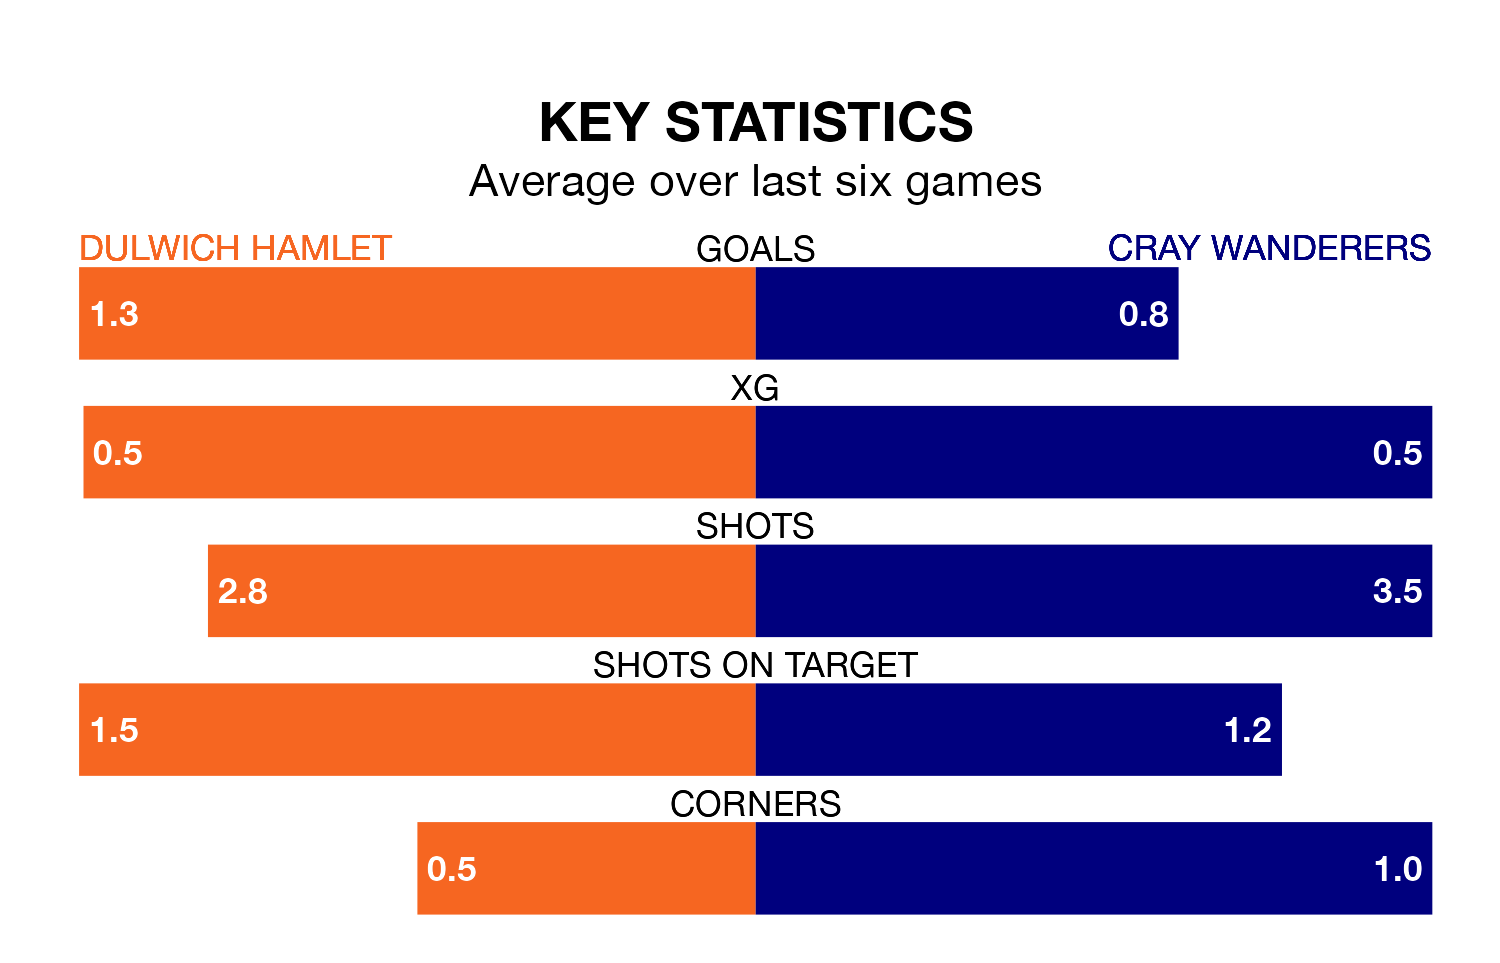 KEY STATISTICS
Average over last six games
DULWICH HAMLET GOALS CRAY WANDERERS
1.3 0.8
XG
0.5 0.5
SHOTS
2.8 3.5
SHOTS ON TARGET
1.5 1.2
CORNERS
0.5 1.0